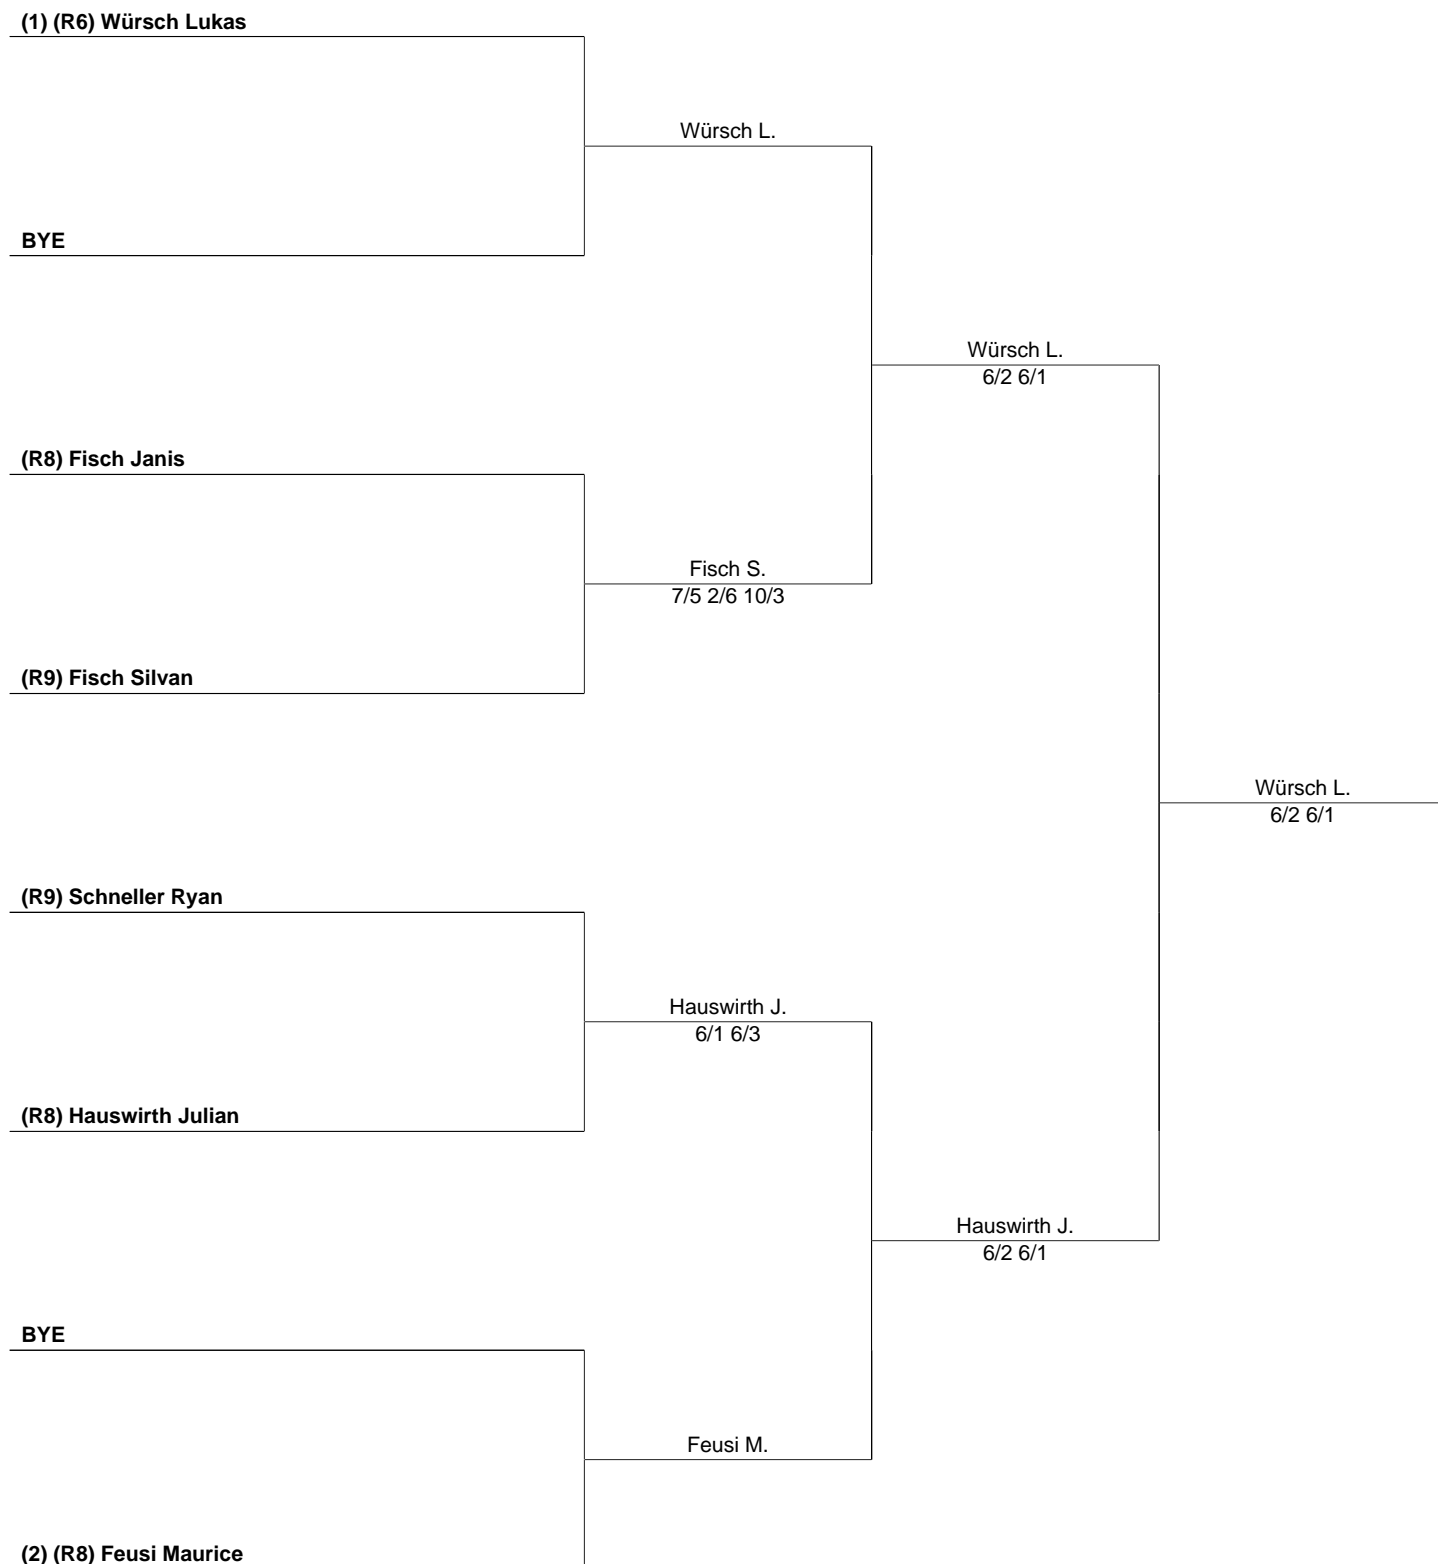 (1) (R6) Würsch Lukas
Würsch L.
BYE
Würsch L.
6/2 6/1
(R8) Fisch Janis
Fisch S.
7/5 2/6 10/3
(R9) Fisch Silvan
Würsch L.
6/2 6/1
(R9) Schneller Ryan
Hauswirth J.
6/1 6/3
(R8) Hauswirth Julian
Hauswirth J.
6/2 6/1
BYE
Feusi M.
(2) (R8) Feusi Maurice